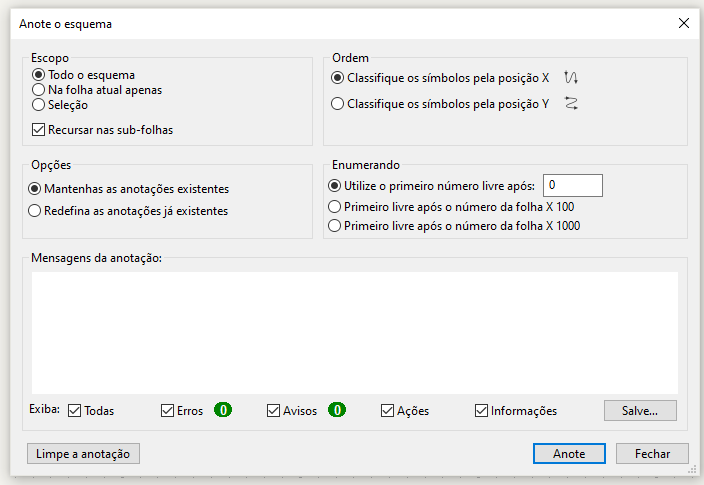 Anote o esquema
Escopo
Todo o esquema
Na folha atual apenas
Seleção
Recursar nas sub-folhas
Ordem
Classifique os símbolos pela posição X
Classifique os símbolos pela posição Y
Opções
Mantenhas as anotações existentes
Redefina as anotações já existentes
Enumerando
Utilize o primeiro número livre após: 0
Primeiro livre após o número da folha X 100
Primeiro livre após o número da folha X 1000
Mensagens da anotação:
Exiba: Todas Erros 0 Avisos 0 Ações Informações Salve...
Limpe a anotação Anote Fechar